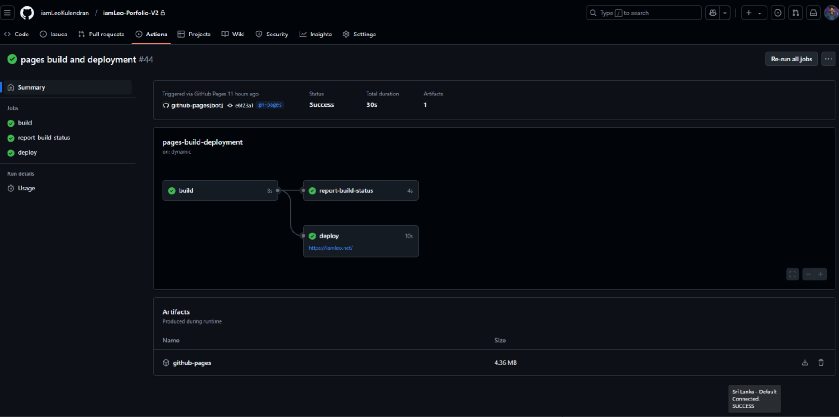 iamLeoKulendran / iamLeo-Porfolio-V2
Type / to search
Code Issues Pull requests Actions Projects Wiki Security Insights Settings
pages build and deployment #44
Re-run all jobs
Summary
Jobs
build
report-build-status
deploy
Run details
Usage
Triggered via GitHub Pages 11 hours ago
github-pages[bot] gh-pages
Status
Success
Total duration
30s
Artifacts
1
pages-build-deployment
on: dynamic
build 8s
report-build-status 4s
deploy 10s
https://iamleo.net/
Artifacts
Produced during runtime
Name Size
github-pages 4.36 MB
Sri Lanka - Default
Connected
SUCCESS